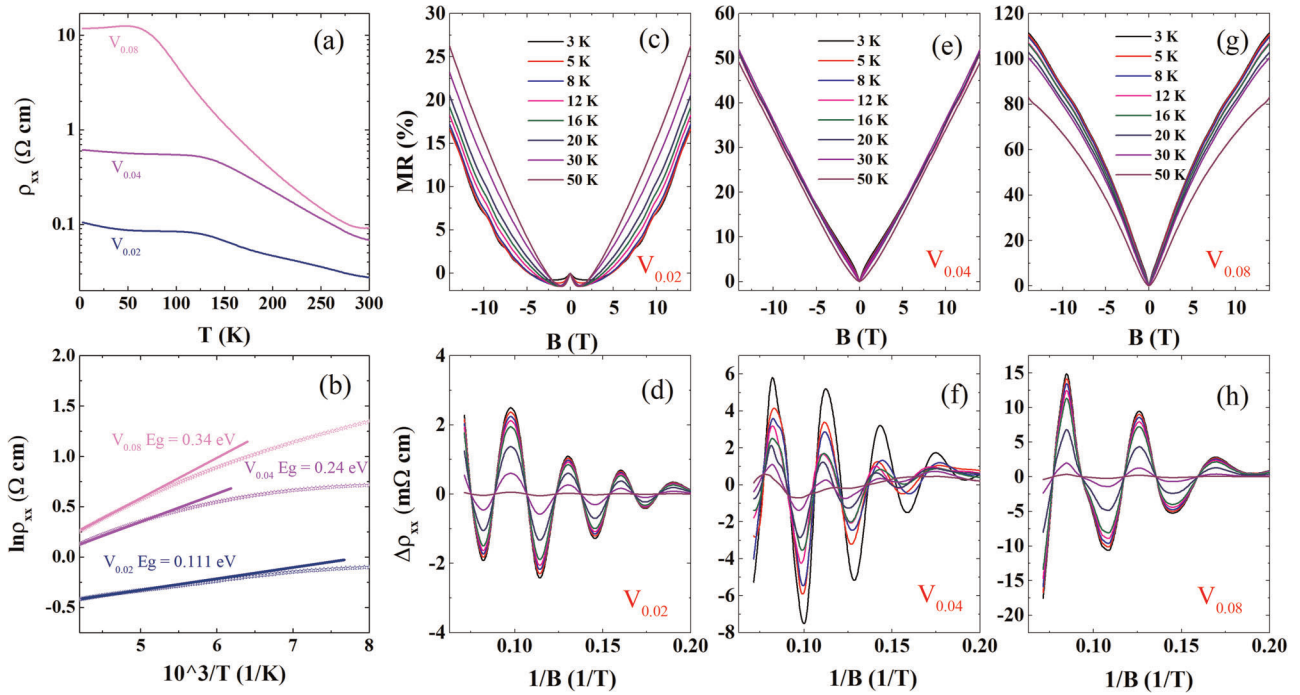 (a)
V0.08
V0.04
V0.02
ρxx (Ω cm)
10
1
0.1
0 50 100 150 200 250 300
T (K)
(c)
3 K
5 K
8 K
12 K
16 K
20 K
30 K
50 K
V0.02
MR (%)
30
25
20
15
10
5
0
-10 -5 0 5 10
B (T)
(e)
3 K
5 K
8 K
12 K
16 K
20 K
30 K
50 K
V0.04
60
50
40
30
20
10
0
-10 -5 0 5 10
B (T)
(g)
3 K
5 K
8 K
12 K
16 K
20 K
30 K
50 K
V0.08
120
100
80
60
40
20
0
-10 -5 0 5 10
B (T)
(b)
V0.08 Eg = 0.34 eV
V0.04 Eg = 0.24 eV
V0.02 Eg = 0.111 eV
lnρxx (Ω cm)
2.0
1.5
1.0
0.5
0.0
-0.5
5 6 7 8
10^3/T (1/K)
(d)
V0.02
Δρxx (mΩ cm)
4
2
0
-2
-4
0.10 0.15 0.20
1/B (1/T)
(f)
V0.04
6
4
2
0
-2
-4
-6
-8
0.10 0.15 0.20
1/B (1/T)
(h)
V0.08
15
10
5
0
-5
-10
-15
-20
0.10 0.15 0.20
1/B (1/T)